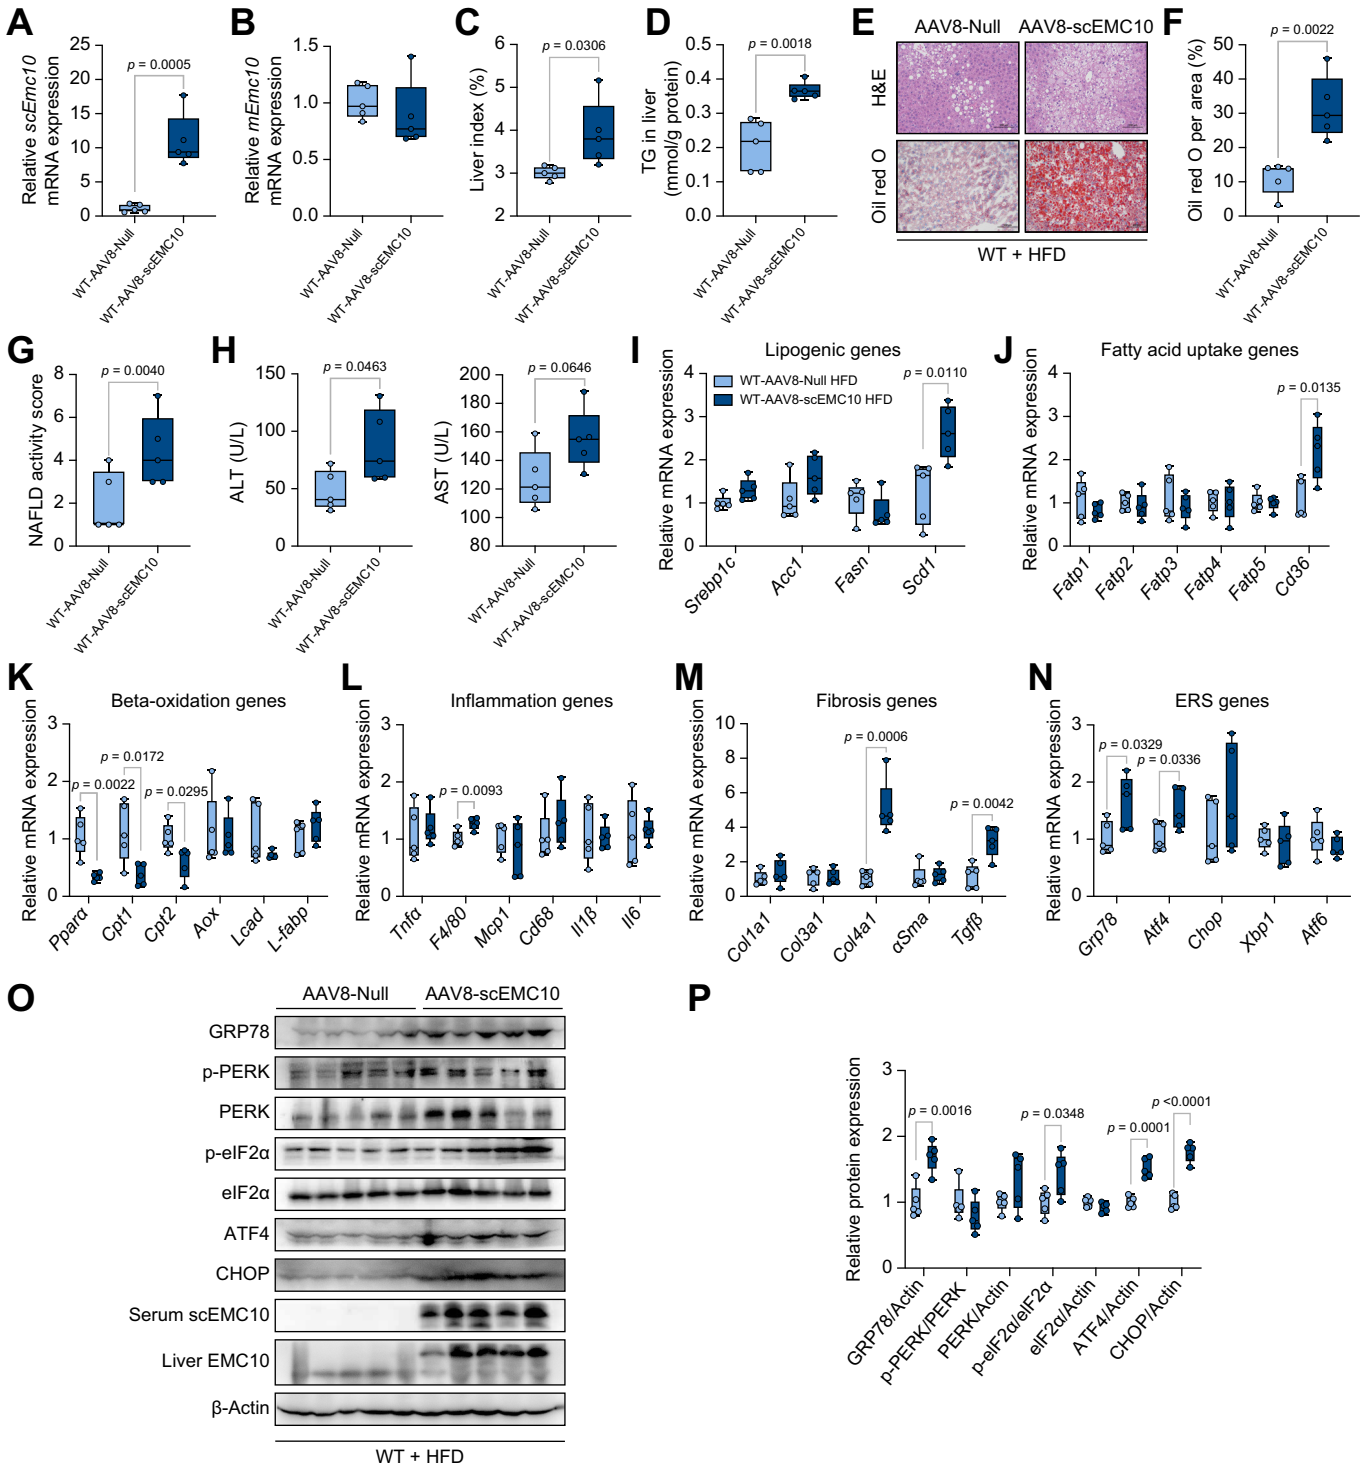 A
Relative scEmc10
mRNA expression
25
20
15
10
5
0
p = 0.0005
WT-AAV8-Null
WT-AAV8-scEMC10
B
Relative mEmc10
mRNA expression
1.5
1.0
0.5
0.0
WT-AAV8-Null
WT-AAV8-scEMC10
C
Liver index (%)
6
5
4
3
2
p = 0.0306
WT-AAV8-Null
WT-AAV8-scEMC10
D
TG in liver
(mmol/g protein)
0.5
0.4
0.3
0.2
0.1
0.0
p = 0.0018
WT-AAV8-Null
WT-AAV8-scEMC10
E
AAV8-Null AAV8-scEMC10
H&E
Oil red O
WT + HFD
F
Oil red O per area (%)
50
40
30
20
10
0
p = 0.0022
WT-AAV8-Null
WT-AAV8-scEMC10
G
NAFLD activity score
8
6
4
2
0
p = 0.0040
WT-AAV8-Null
WT-AAV8-scEMC10
H
ALT (U/L)
150
100
50
0
p = 0.0463
WT-AAV8-Null
WT-AAV8-scEMC10
AST (U/L)
200
180
160
140
120
100
80
p = 0.0646
WT-AAV8-Null
WT-AAV8-scEMC10
I
Lipogenic genes
Relative mRNA expression
4
3
2
1
0
WT-AAV8-Null HFD
WT-AAV8-scEMC10 HFD
p = 0.0110
Srebp1c
Acc1
Fasn
Scd1
J
Fatty acid uptake genes
Relative mRNA expression
4
3
2
1
0
p = 0.0135
Fatp1
Fatp2
Fatp3
Fatp4
Fatp5
Cd36
K
Beta-oxidation genes
Relative mRNA expression
3
2
1
0
p = 0.0172
p = 0.0022
p = 0.0295
Pparα
Cpt1
Cpt2
Aox
Lcad
L-fabp
L
Inflammation genes
Relative mRNA expression
3
2
1
0
p = 0.0093
Tnfα
F4/80
Mcp1
Cd68
Il1β
Il6
M
Fibrosis genes
Relative mRNA expression
10
8
6
4
2
0
p = 0.0006
p = 0.0042
Col1a1
Col3a1
Col4a1
αSma
Tgfβ
N
ERS genes
Relative mRNA expression
3
2
1
0
p = 0.0329
p = 0.0336
Grp78
Atf4
Chop
Xbp1
Atf6
O
AAV8-Null AAV8-scEMC10
GRP78
p-PERK
PERK
p-eIF2α
eIF2α
ATF4
CHOP
Serum scEMC10
Liver EMC10
β-Actin
WT + HFD
P
Relative protein expression
3
2
1
0
p = 0.0016
p = 0.0348
p = 0.0001
p <0.0001
GRP78/Actin
p-PERK/PERK
PERK/Actin
p-eIF2α/eIF2α
eIF2α/Actin
ATF4/Actin
CHOP/Actin